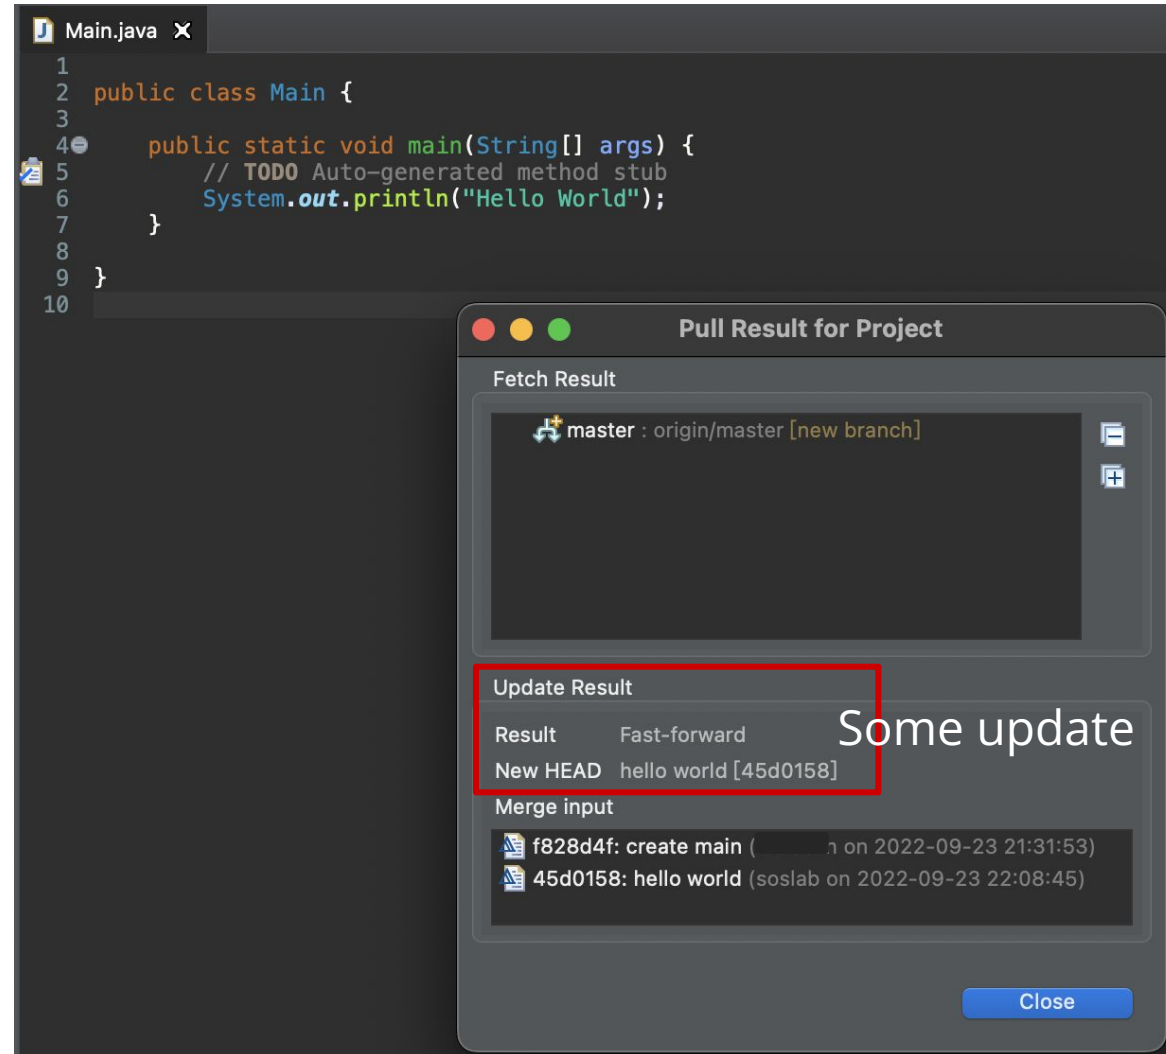 Main.java
1
2 public class Main {
3
4 public static void main(String[] args) {
5 // TODO Auto-generated method stub
6 System.out.println("Hello World");
7 }
8
9 }
10
Pull Result for Project
Fetch Result
master : origin/master [new branch]
Update Result
Result Fast-forward
Some update
New HEAD hello world [45d0158]
Merge input
f828d4f: create main ( on 2022-09-23 21:31:53)
45d0158: hello world (soslab on 2022-09-23 22:08:45)
Close